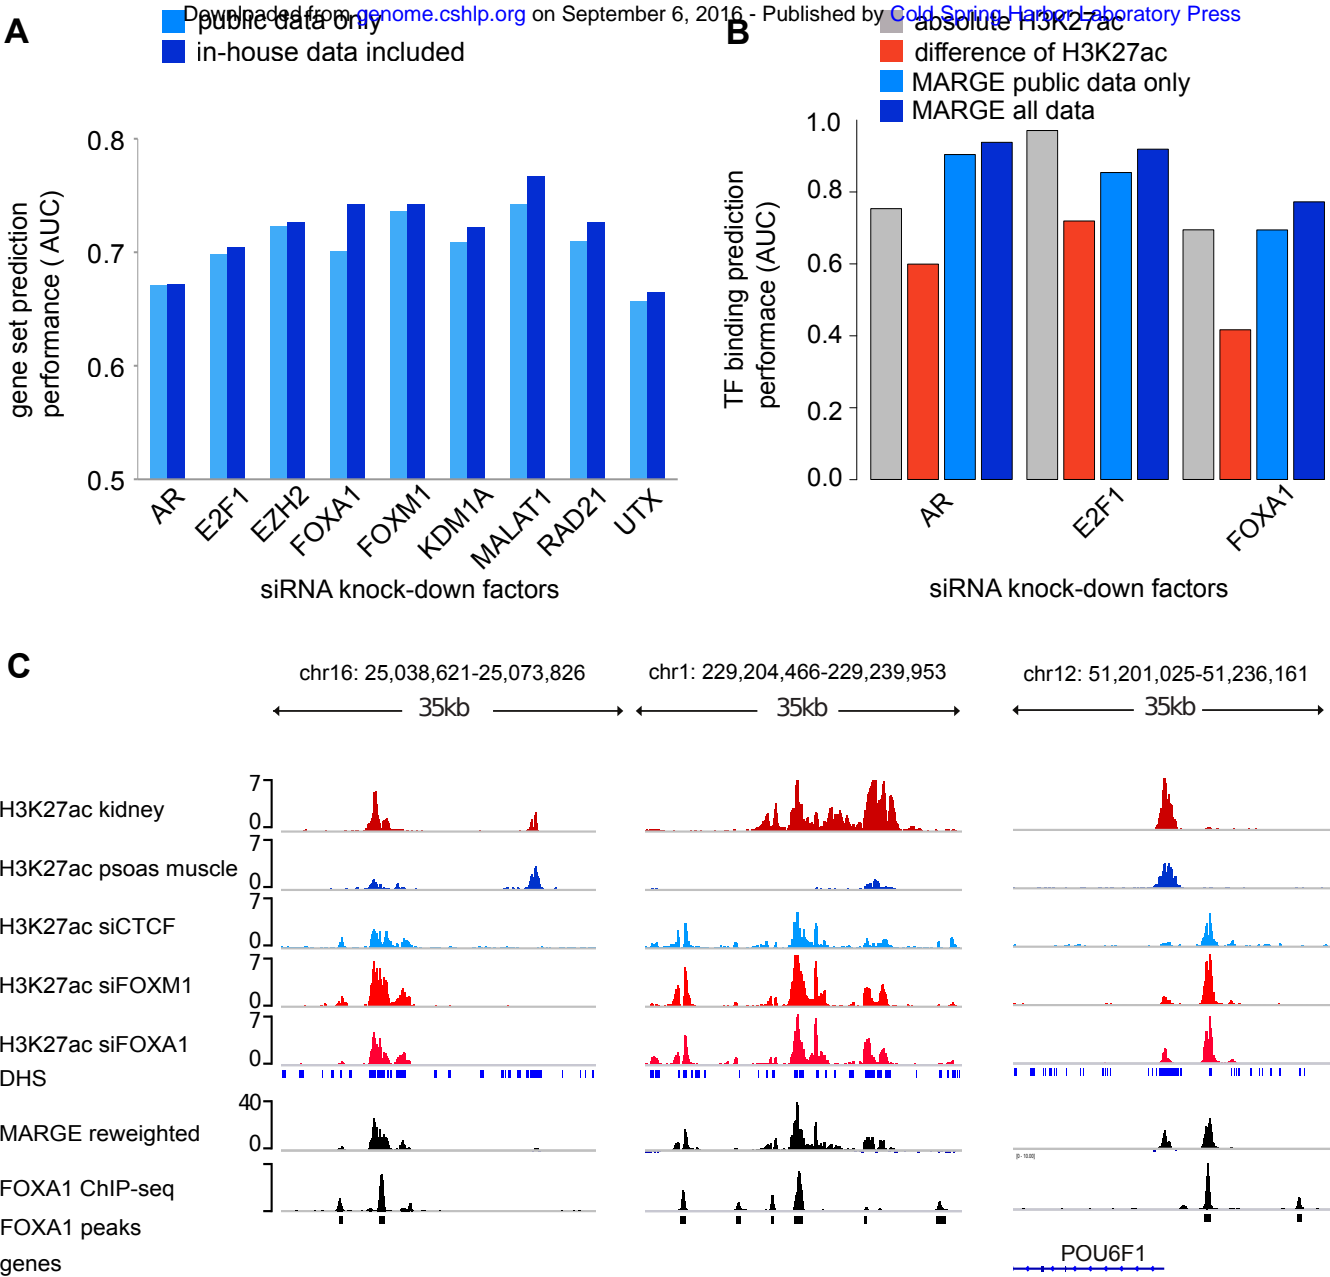 Downloaded from genome.cshlp.org on September 6, 2016 - Published by Cold Spring Harbor Laboratory Press
A
public data only
in-house data included
gene set prediction
performance (AUC)
0.8
0.7
0.6
0.5
AR
E2F1
EZH2
FOXA1
FOXM1
KDM1A
MALAT1
RAD21
UTX
siRNA knock-down factors
B
absolute H3K27ac
difference of H3K27ac
MARGE public data only
MARGE all data
TF binding prediction
performace (AUC)
1.0
0.8
0.6
0.4
0.2
0.0
AR
E2F1
FOXA1
siRNA knock-down factors
C
chr16: 25,038,621-25,073,826
chr1: 229,204,466-229,239,953
chr12: 51,201,025-51,236,161
35kb
35kb
35kb
H3K27ac kidney
7
0
H3K27ac psoas muscle
7
0
H3K27ac siCTCF
7
0
H3K27ac siFOXM1
7
0
H3K27ac siFOXA1
7
0
DHS
MARGE reweighted
40
0
[0 - 10.00]
FOXA1 ChIP-seq
FOXA1 peaks
genes
POU6F1